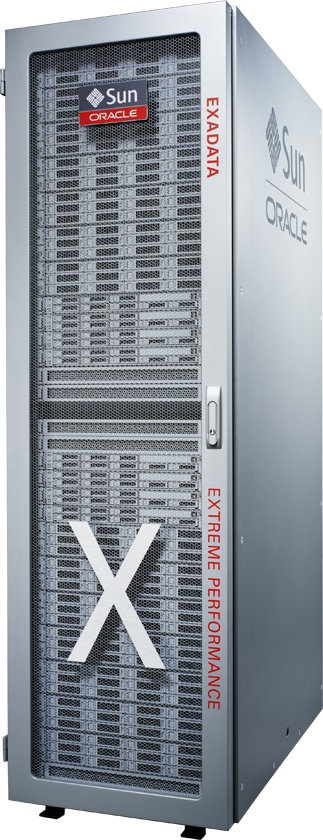 Sun
ORACLE
EXADATA
Sun
ORACLE
EXTREME PERFORMANCE
X